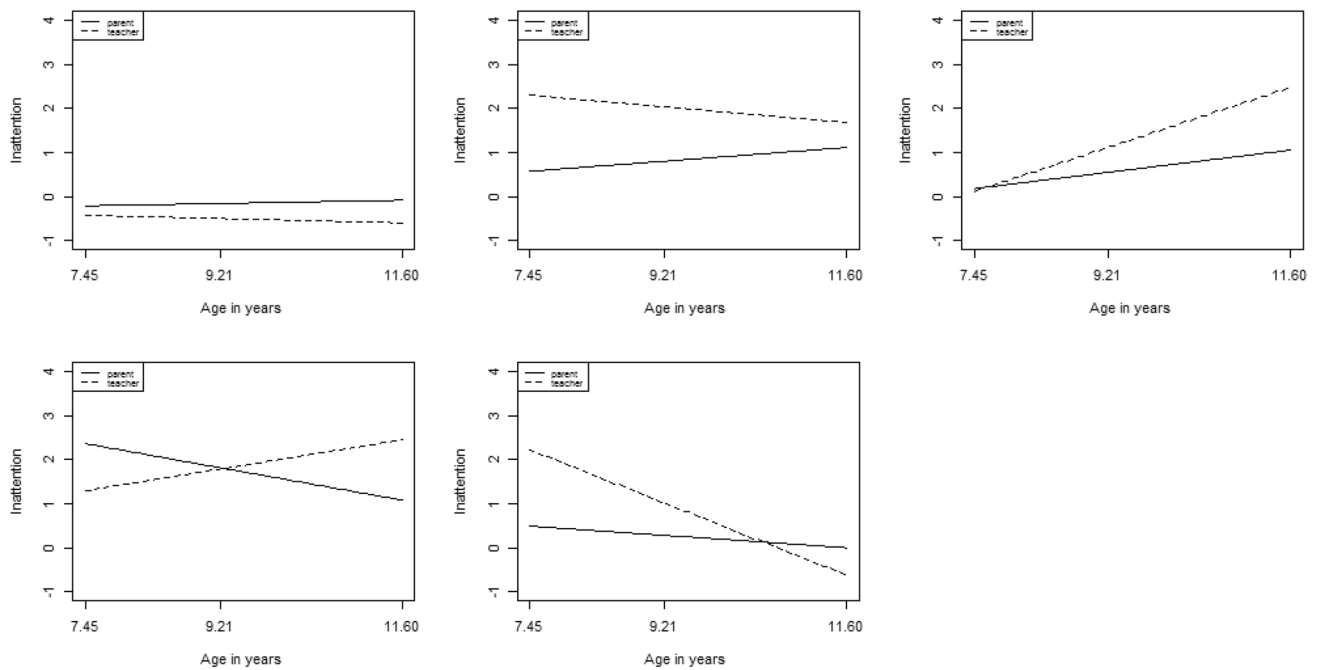 parent
teacher
4
3
2
1
0
-1
Inattention
7.45 9.21 11.60
Age in years
parent
teacher
4
3
2
1
0
-1
Inattention
7.45 9.21 11.60
Age in years
parent
teacher
4
3
2
1
0
-1
Inattention
7.45 9.21 11.60
Age in years
parent
teacher
4
3
2
1
0
-1
Inattention
7.45 9.21 11.60
Age in years
parent
teacher
4
3
2
1
0
-1
Inattention
7.45 9.21 11.60
Age in years